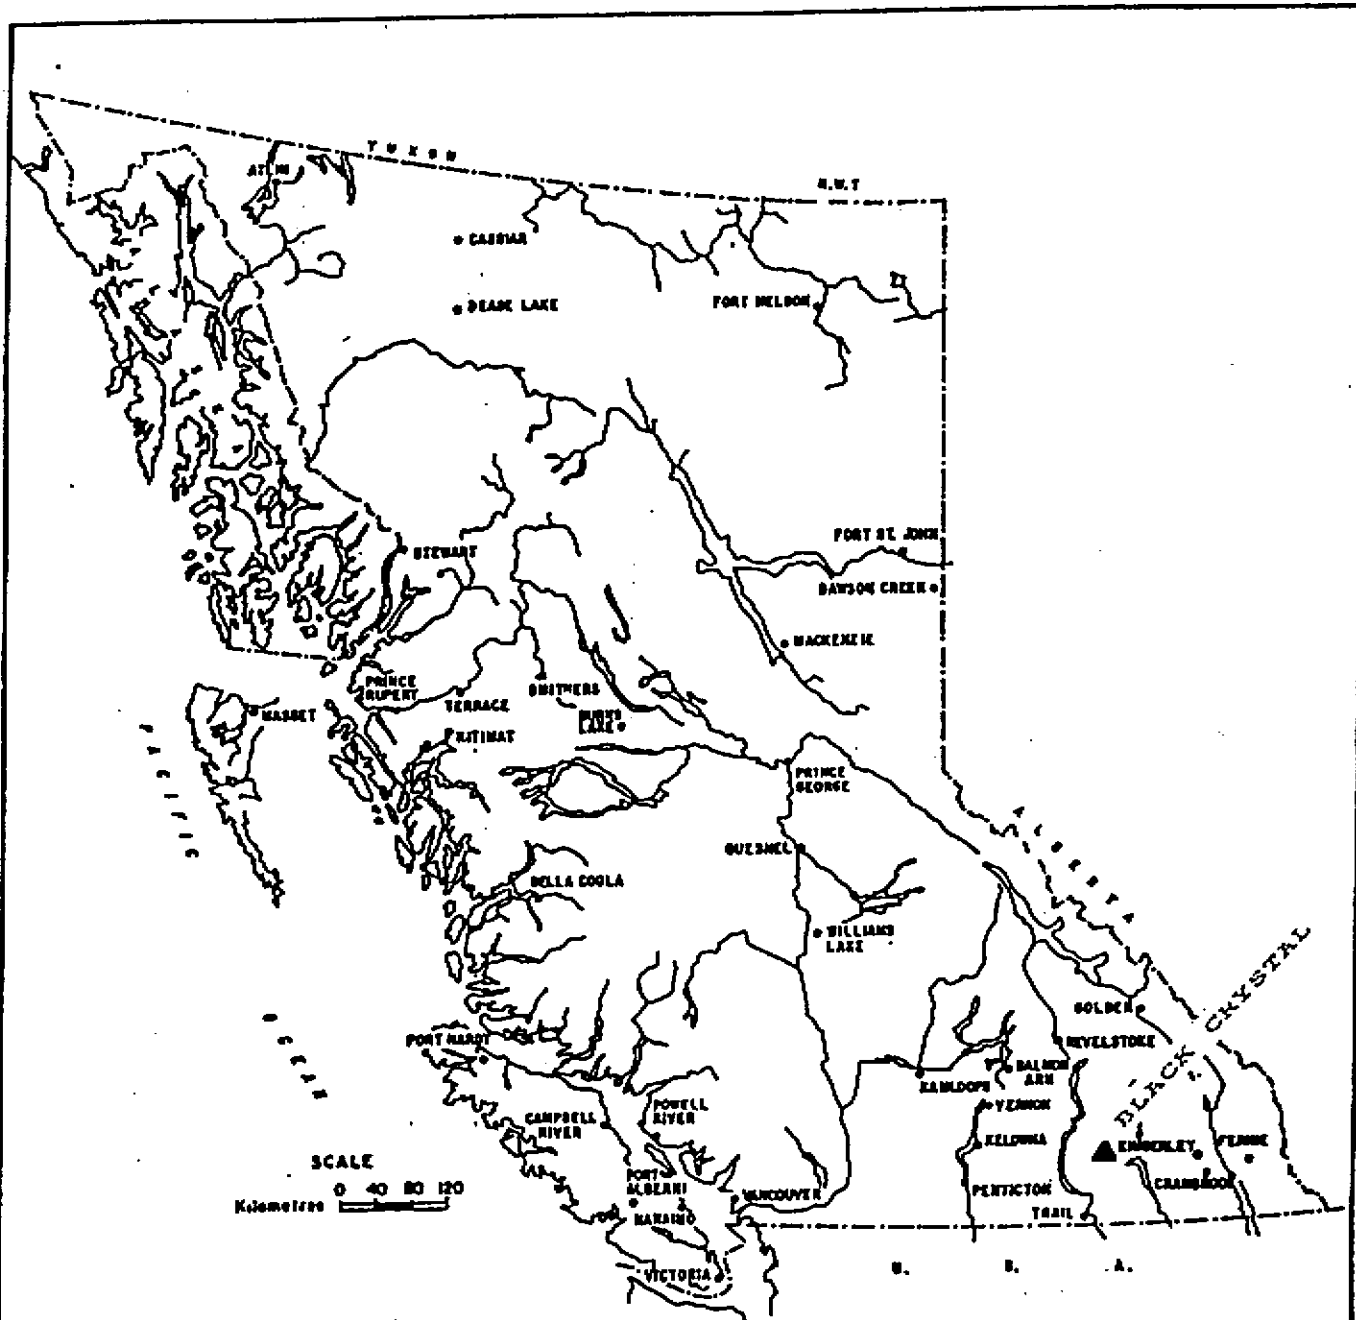 YUKON
N.W.T
ATLIN
CASSIAR
DEASE LAKE
FORT NELSON
STEWART
FORT ST. JOHN
DAWSON CREEK
MACKENZIE
PRINCE
RUPERT
TERRACE
SMITHERS
BURNS
LAKE
MASSET
KITIMAT
PRINCE
GEORGE
PACIFIC
ALBERTA
QUESNEL
BELLA COOLA
WILLIAMS
LAKE
BLACK CRYSTAL
GOLDEN
OCEAN
PORT HARDY
REVELSTOKE
KAMLOOPS
SALMON
ARM
VERNON
CAMPBELL
RIVER
POWELL
RIVER
KELOWNA
KIMBERLEY
FERNIE
SCALE
0 40 80 120
Kilometres
PORT
ALBERNI
VANCOUVER
PENTICTON
CRANBROOK
NANAIMO
TRAIL
VICTORIA
U. S. A.